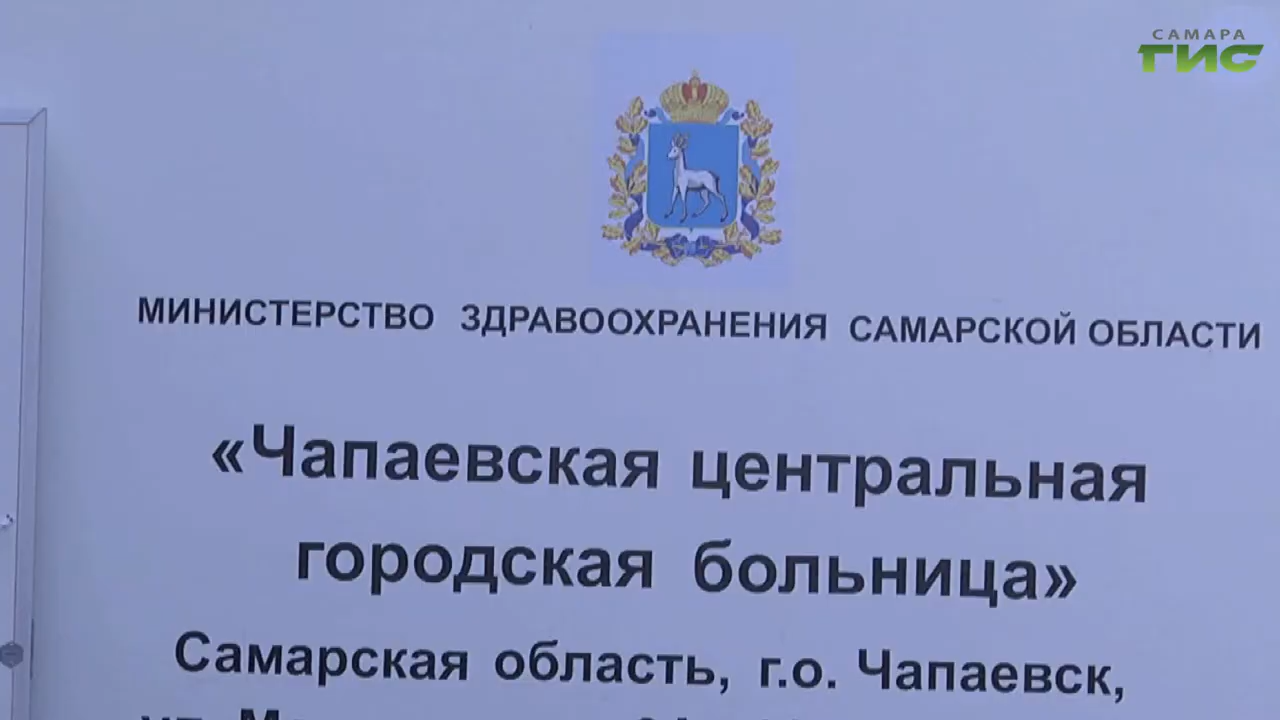 САМАРА
ГИС
МИНИСТЕРСТВО ЗДРАВООХРАНЕНИЯ САМАРСКОЙ ОБЛАСТИ
«Чапаевская центральная
городская больница»
Самарская область, г.о. Чапаевск,